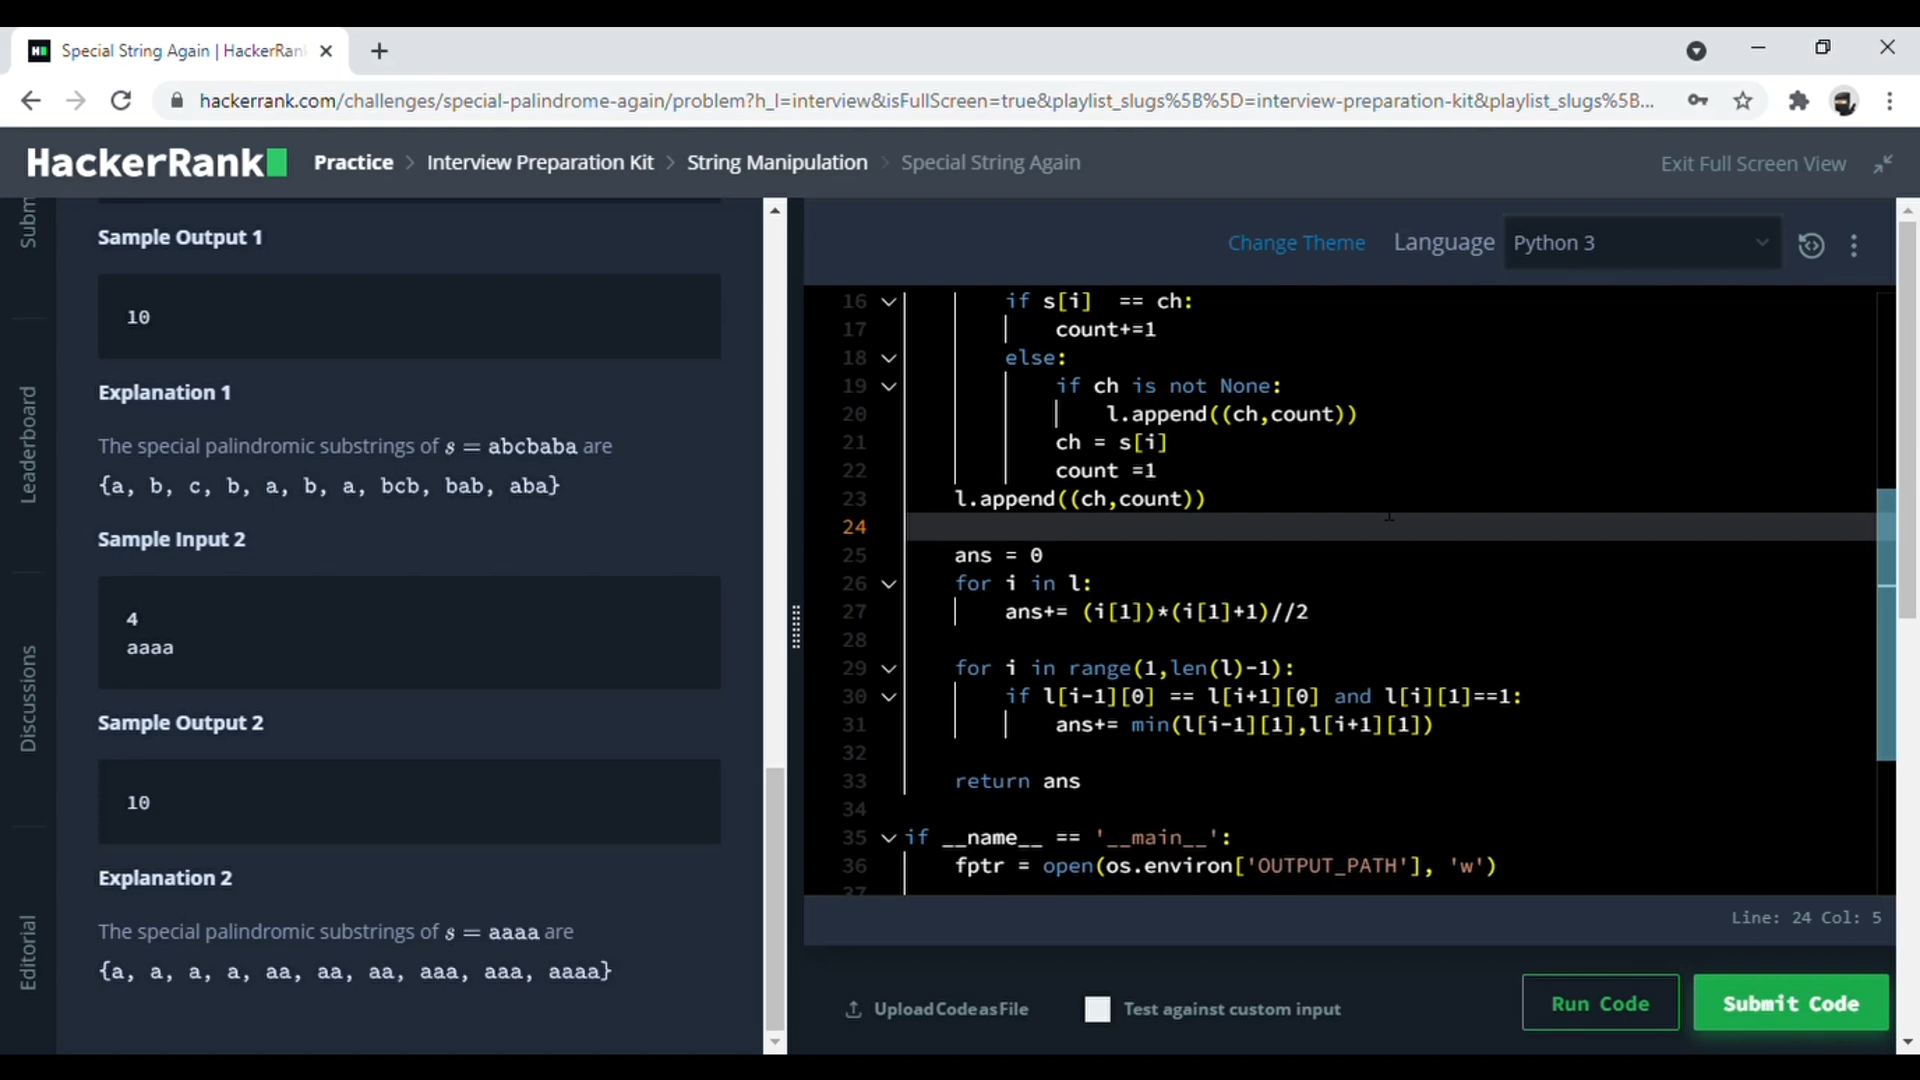 Special String Again | HackerRan
hackerrank.com/challenges/special-palindrome-again/problem?h_l=interview&isFullScreen=true&playlist_slugs%5B%5D=interview-preparation-kit&playlist_slugs%5B...
HackerRank
Practice > Interview Preparation Kit > String Manipulation > Special String Again
Exit Full Screen View
Subm
Leaderboard
Discussions
Editorial
Sample Output 1
10
Explanation 1
The special palindromic substrings of s = abcbaba are
{a, b, c, b, a, b, a, bcb, bab, aba}
Sample Input 2
4
aaaa
Sample Output 2
10
Explanation 2
The special palindromic substrings of s = aaaa are
{a, a, a, a, aa, aa, aa, aaa, aaa, aaaa}
Change Theme Language Python 3
16 if s[i]  == ch:
17 count+=1
18 else:
19 if ch is not None:
20 l.append((ch,count))
21 ch = s[i]
22 count =1
23 l.append((ch,count))
24
25 ans = 0
26 for i in l:
27 ans+= (i[1])*(i[1]+1)//2
28
29 for i in range(1,len(l)-1):
30 if l[i-1][0] == l[i+1][0] and l[i][1]==1:
31 ans+= min(l[i-1][1],l[i+1][1])
32
33 return ans
34
35 if __name__ == '__main__':
36 fptr = open(os.environ['OUTPUT_PATH'], 'w')
37
Line: 24 Col: 5
Upload Code as File
Test against custom input
Run Code
Submit Code